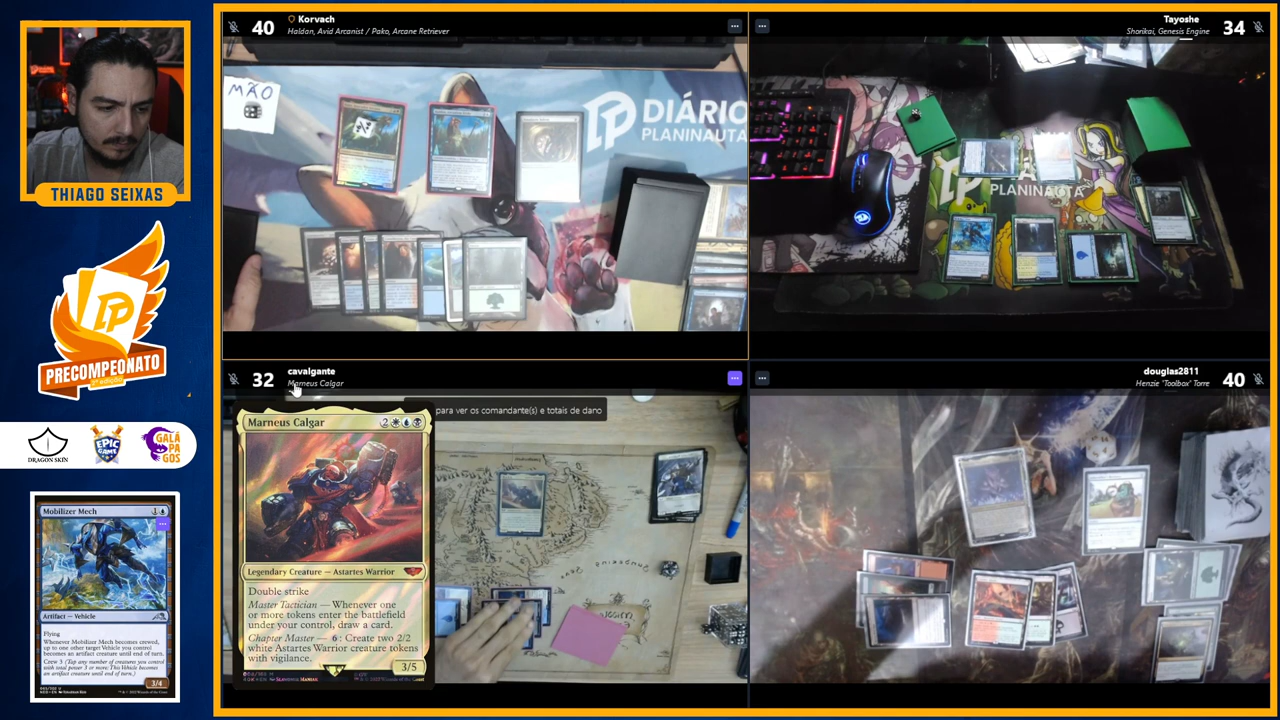 THIAGO SEIXAS
LP
PRECOMPEONATO
2ª edição
DRAGON SKIN
EPIC GAME
GALÁPAGOS
Mobilizer Mech
1
Artifact — Vehicle
Flying
Whenever Mobilizer Mech becomes crewed,
up to one other target Vehicle you control
becomes an artifact creature until end of turn.
Crew 3 (Tap any number of creatures you control
with total power 3 or more: This Vehicle becomes
an artifact creature until end of turn.)
3/4
40
Korvach
Haldan, Avid Arcanist / Pako, Arcane Retriever
MÃO
LP DIÁRIO
PLANINAUTA
Tayoshe
Shorikai, Genesis Engine
34
PLANINAUTA
32
cavalgante
Marneus Calgar
para ver os comandante(s) e totais de dano
Marneus Calgar
2
Legendary Creature — Astartes Warrior
Double strike
Master Tactician — Whenever one
or more tokens enter the battlefield
under your control, draw a card.
Chapter Master — 6: Create two 2/2
white Astartes Warrior creature tokens
with vigilance.
3/5
douglas2811
Henzie "Toolbox" Torre
40